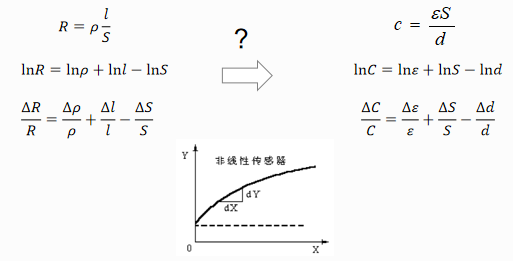 R = ρ l/S
lnR = lnρ + lnl − lnS
ΔR/R = Δρ/ρ + Δl/l − ΔS/S
?
c = εS/d
lnC = lnε + lnS − lnd
ΔC/C = Δε/ε + ΔS/S − Δd/d
Y
非线性传感器
dY
dX
0
X